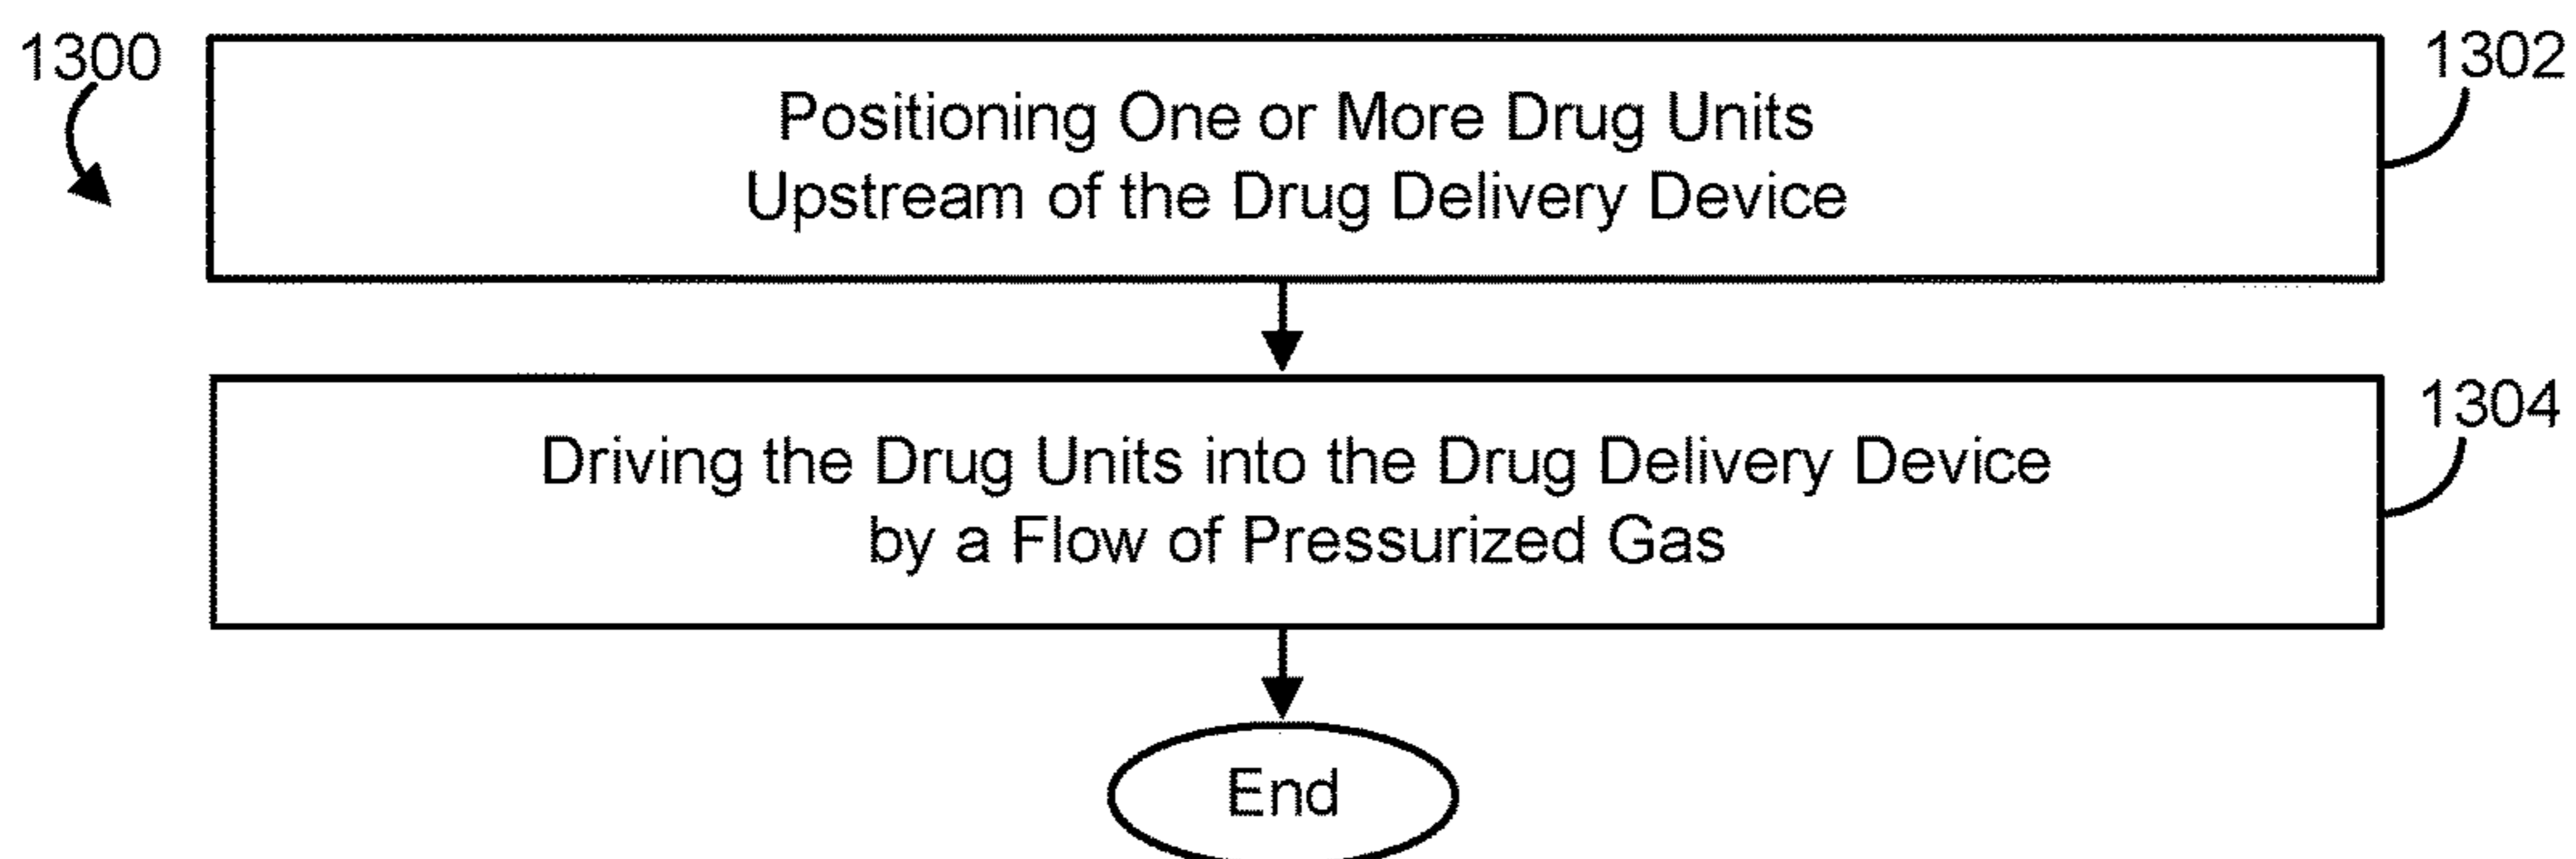 1300
1302
Positioning One or More Drug Units
Upstream of the Drug Delivery Device
1304
Driving the Drug Units into the Drug Delivery Device
by a Flow of Pressurized Gas
End